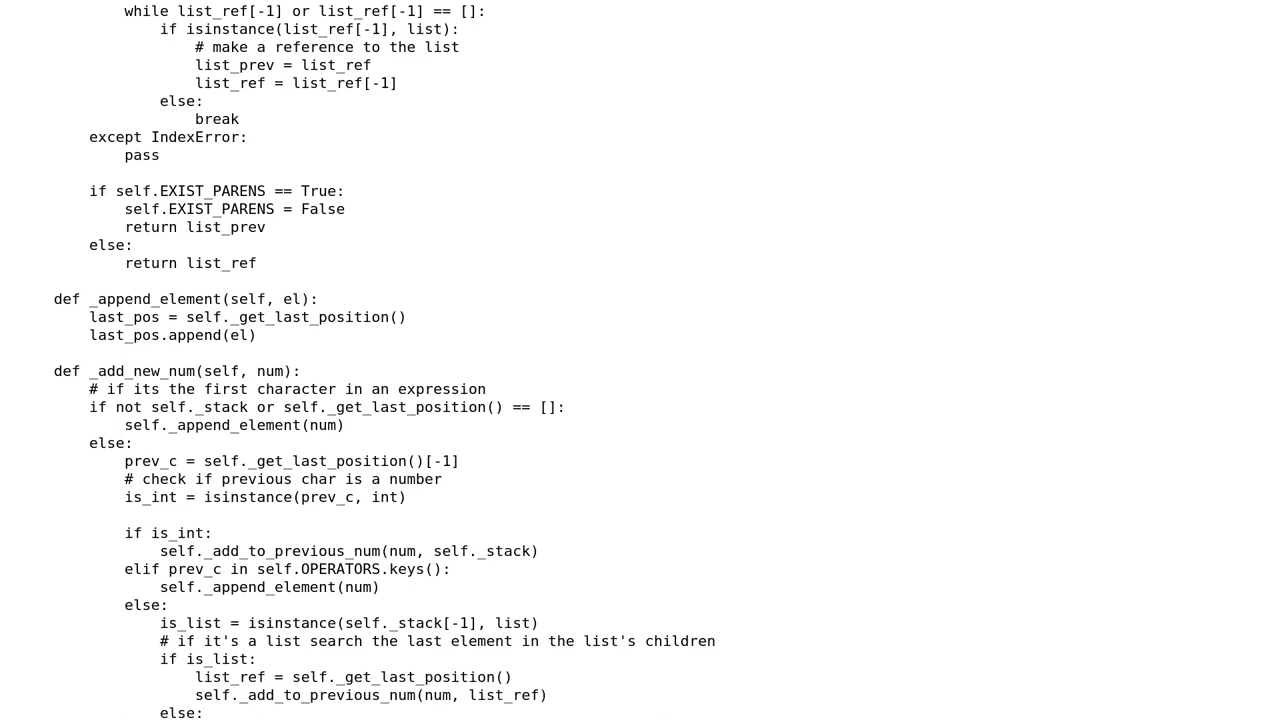 while list_ref[-1] or list_ref[-1] == []:
if isinstance(list_ref[-1], list):
# make a reference to the list
list_prev = list_ref
list_ref = list_ref[-1]
else:
break
except IndexError:
pass
if self.EXIST_PARENS == True:
self.EXIST_PARENS = False
return list_prev
else:
return list_ref
def _append_element(self, el):
last_pos = self._get_last_position()
last_pos.append(el)
def _add_new_num(self, num):
# if its the first character in an expression
if not self._stack or self._get_last_position() == []:
self._append_element(num)
else:
prev_c = self._get_last_position()[-1]
# check if previous char is a number
is_int = isinstance(prev_c, int)
if is_int:
self._add_to_previous_num(num, self._stack)
elif prev_c in self.OPERATORS.keys():
self._append_element(num)
else:
is_list = isinstance(self._stack[-1], list)
# if it's a list search the last element in the list's children
if is_list:
list_ref = self._get_last_position()
self._add_to_previous_num(num, list_ref)
else: